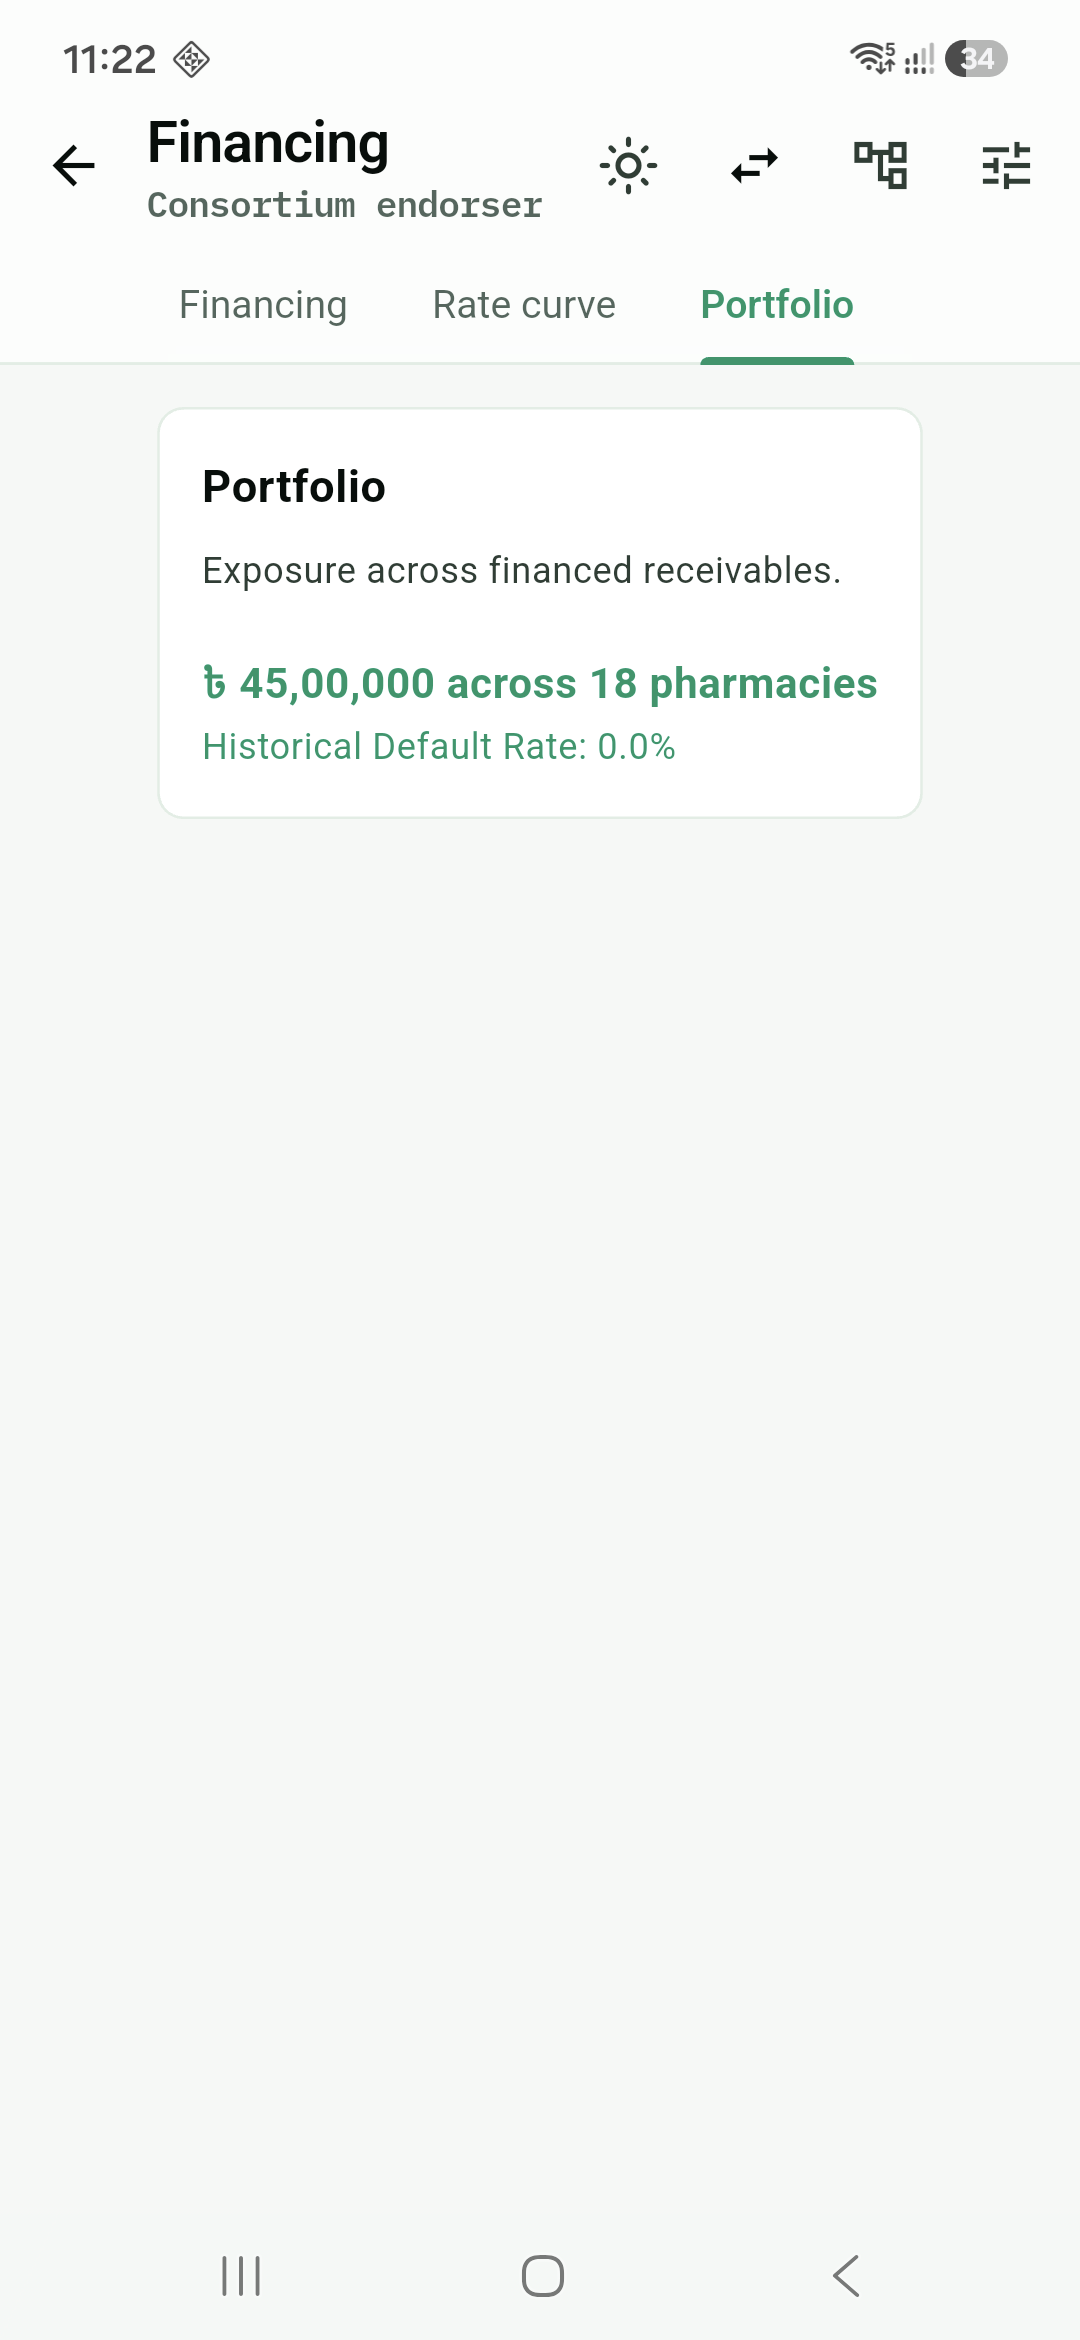 11:22
5
34
Financing
Consortium endorser
Financing
Rate curve
Portfolio
Portfolio
Exposure across financed receivables.
৳ 45,00,000 across 18 pharmacies
Historical Default Rate: 0.0%